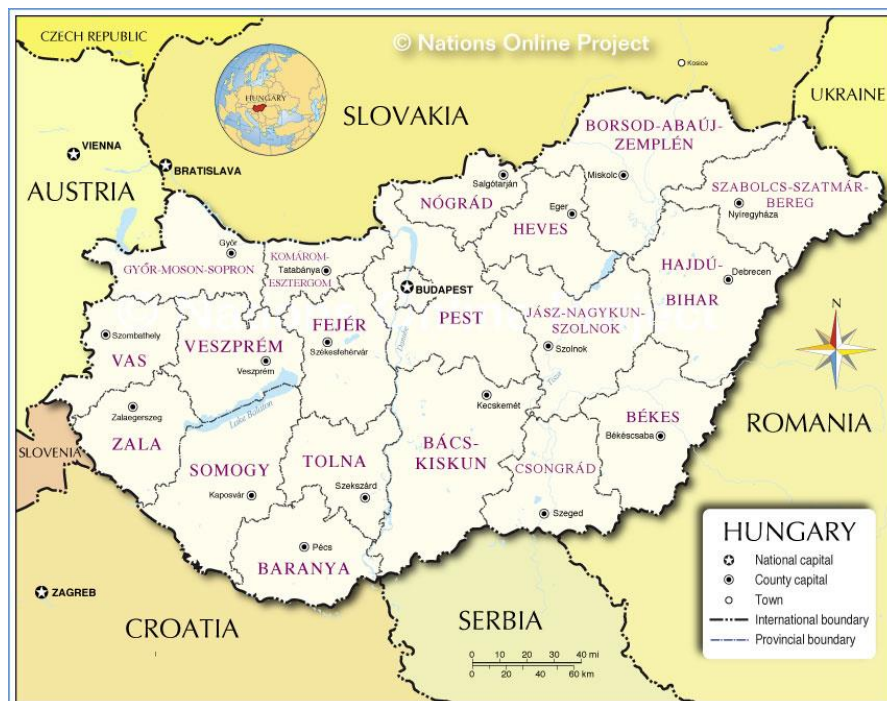 CZECH REPUBLIC
© Nations Online Project
Kosice
UKRAINE
HUNGARY
SLOVAKIA
VIENNA
BRATISLAVA
AUSTRIA
BORSOD-ABAÚJ-
ZEMPLÉN
Salgótarján
Miskolc
SZABOLCS-SZATMÁR-
BEREG
NÓGRÁD
Eger
Nyíregyháza
HEVES
Győr
GYŐR-MOSON-SOPRON
KOMÁROM-
Tatabánya
ESZTERGOM
BUDAPEST
HAJDÚ-
BIHAR
Debrecen
PEST
JÁSZ-NAGYKUN-
SZOLNOK
Szolnok
FEJÉR
Székesfehérvár
Szombathely
VAS
VESZPRÉM
Veszprém
Danube
Tisza
N
Lake Balaton
Zalaegerszeg
ZALA
SLOVENIA
Kecskemét
BÁCS-
KISKUN
BÉKES
Békéscsaba
ROMANIA
SOMOGY
Kaposvár
TOLNA
Szekszárd
CSONGRÁD
Szeged
Pécs
BARANYA
ZAGREB
CROATIA
SERBIA
0 10 20 30 40 mi
0 20 40 60 km
HUNGARY
National capital
County capital
Town
International boundary
Provincial boundary